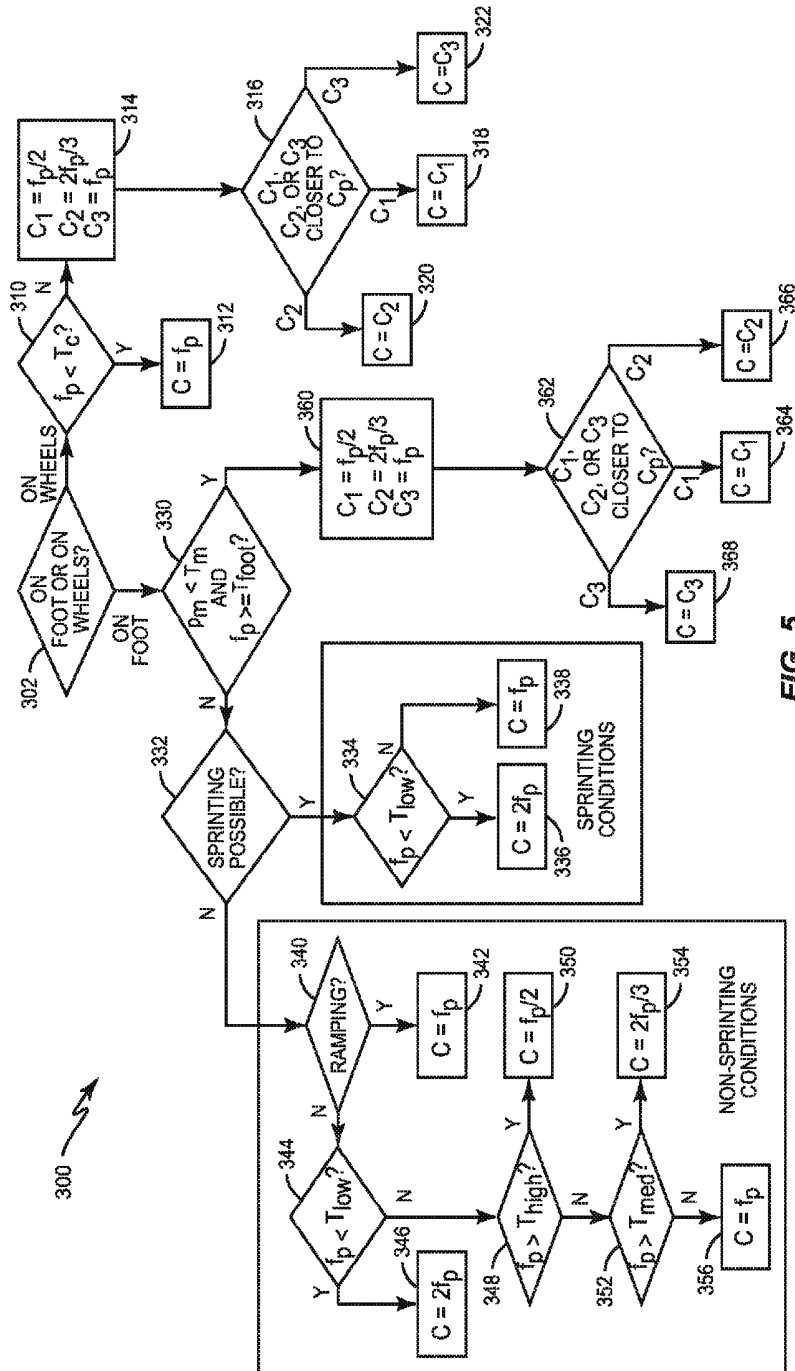 300
302
ON
FOOT OR ON
WHEELS?
ON
WHEELS
ON
FOOT
310
f_p < T_c?
N
Y
C = f_p
312
314
C_1 = f_p/2
C_2 = 2f_p/3
C_3 = f_p
316
C_1, C_2, OR C_3
CLOSER TO
C_p?
C_2
C_1
C_3
C = C_2
320
C = C_1
318
C =C_3
322
330
P_m < T_m
AND
f_p >= T_foot?
N
Y
360
C_1 = f_p/2
C_2 = 2f_p/3
C_3 = f_p
362
C_1, C_2, OR C_3
CLOSER TO
C_p?
C_3
C_1
C_2
C = C_3
368
C = C_1
364
C =C_2
366
332
SPRINTING
POSSIBLE?
N
Y
334
f_p < T_low?
N
Y
C = 2f_p
336
C = f_p
338
SPRINTING
CONDITIONS
340
RAMPING?
N
Y
C = f_p
342
344
f_p < T_low?
Y
N
346
C = 2f_p
348
f_p > T_high?
Y
N
C = f_p/2
350
352
f_p > T_med?
Y
N
C = 2f_p/3
354
356
C = f_p
NON-SPRINTING
CONDITIONS
FIG. 5